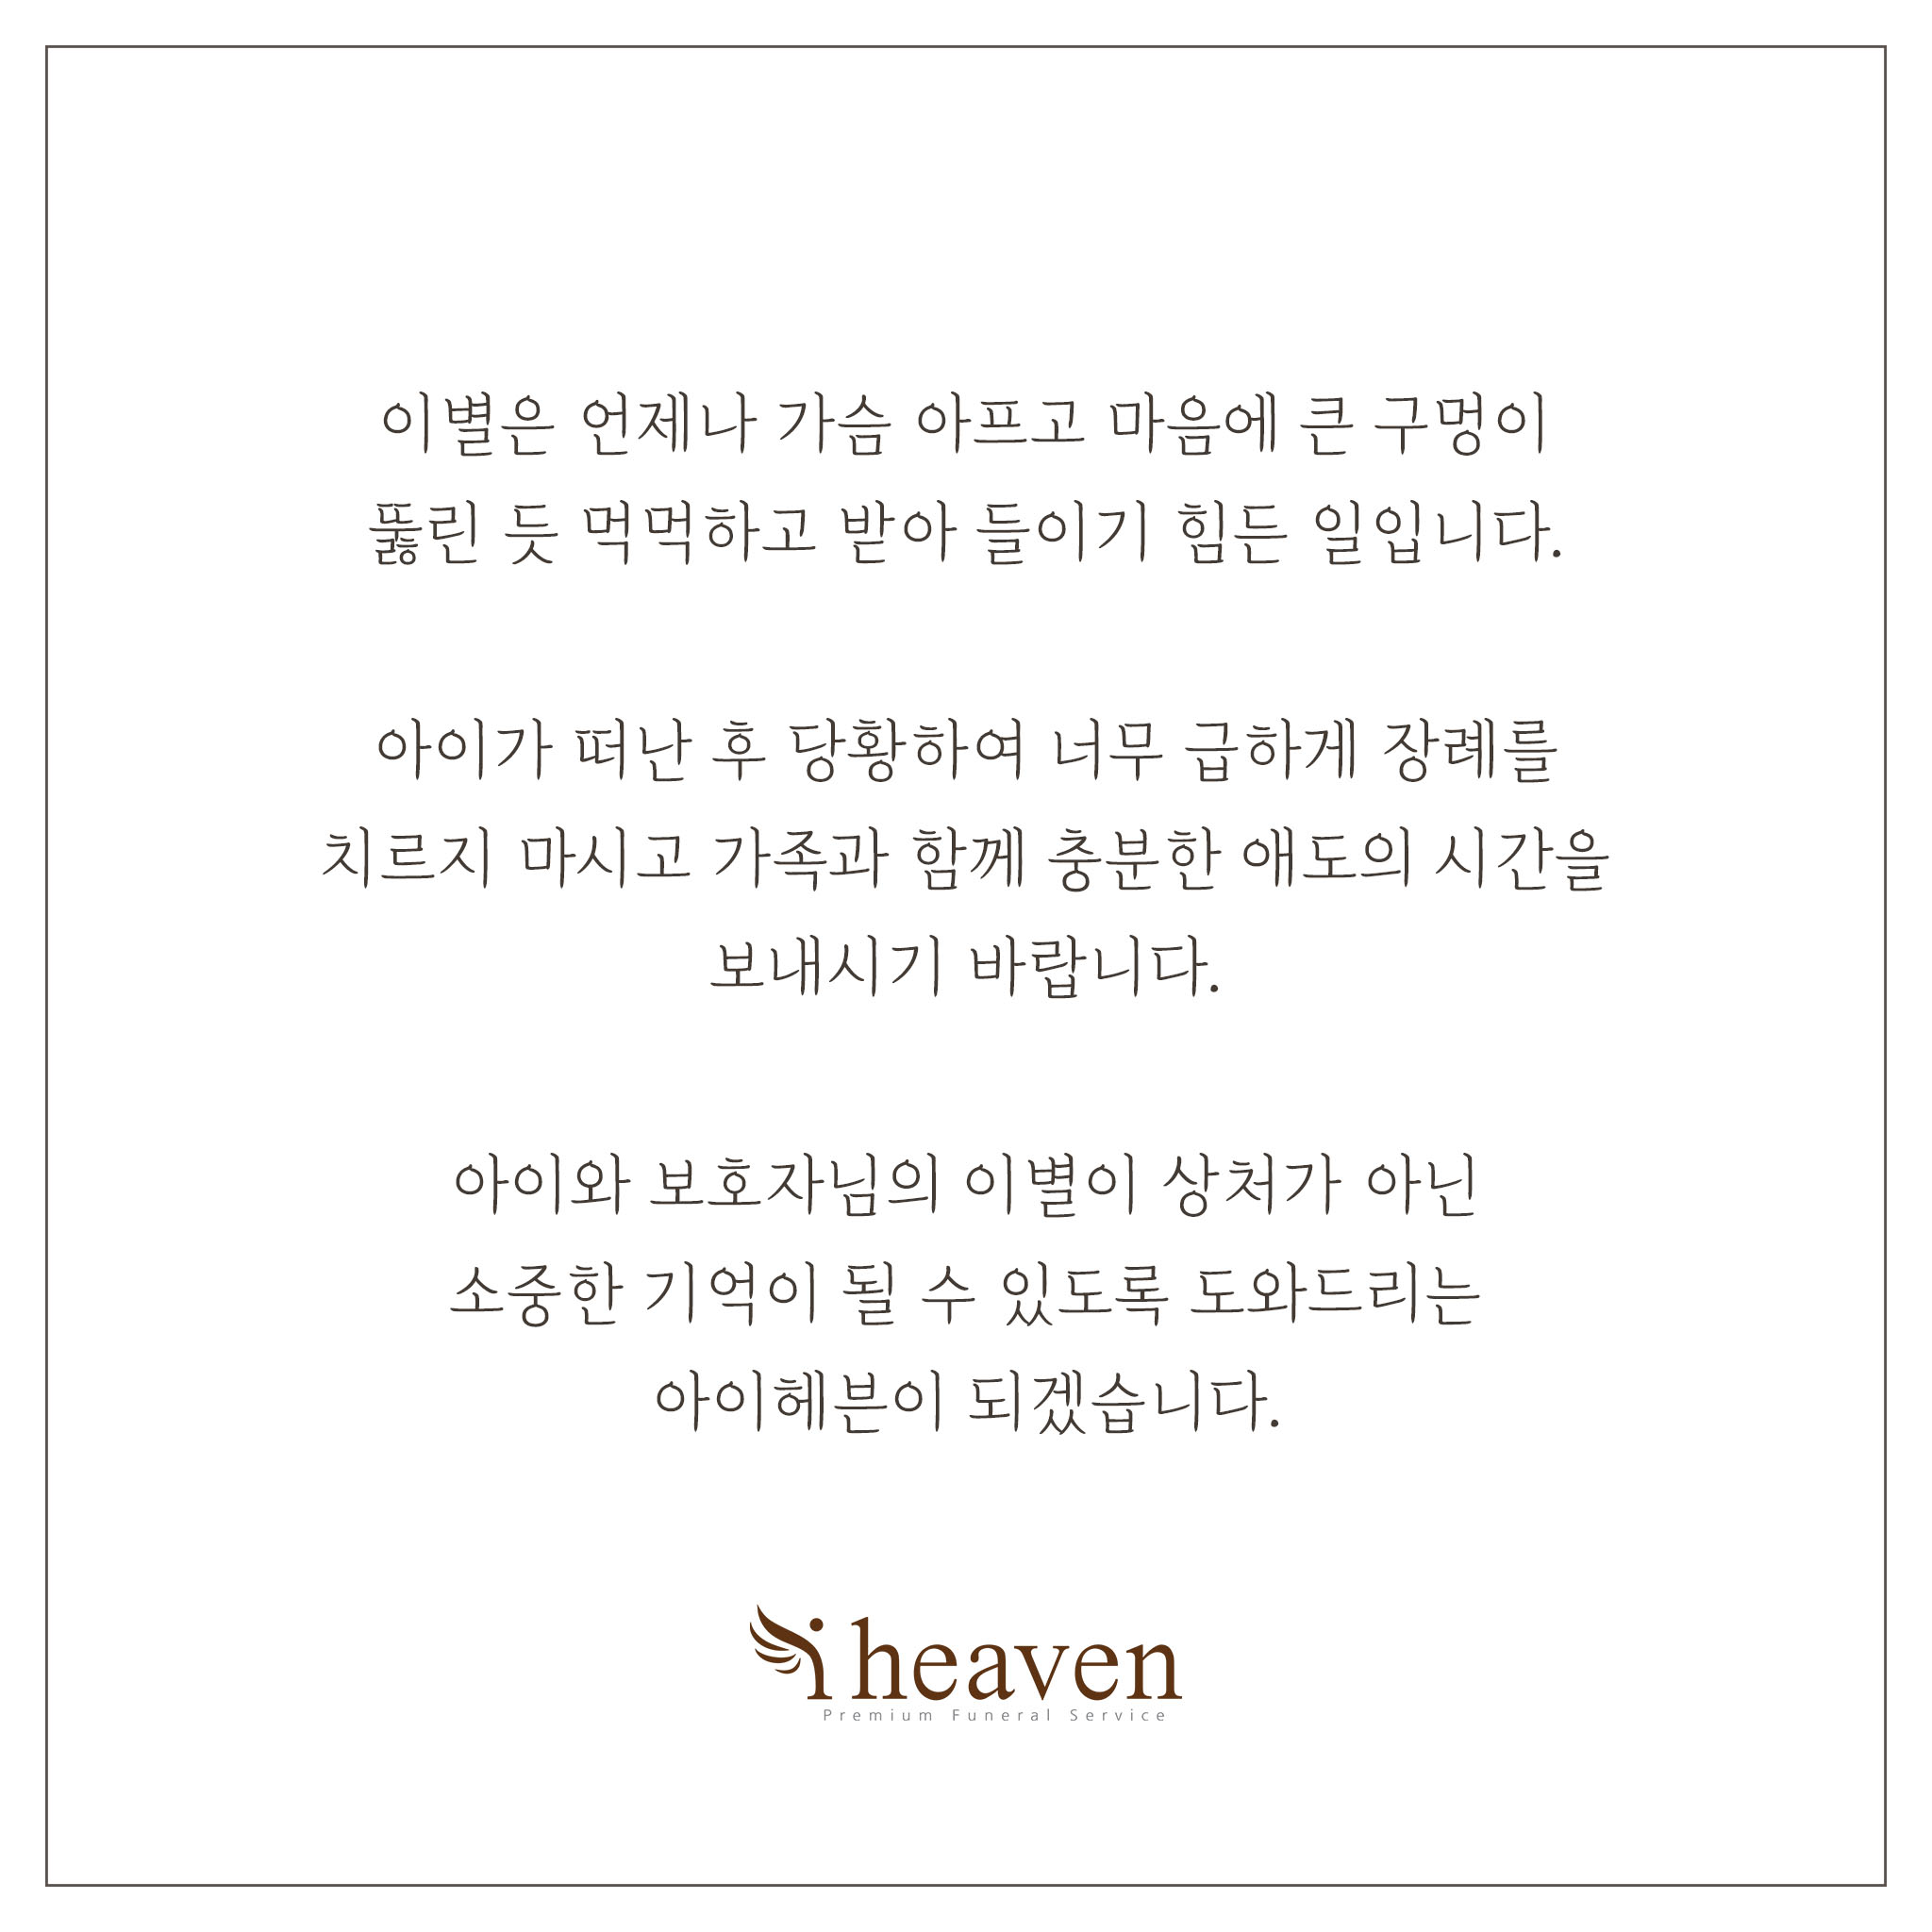 이별은 언제나 가슴 아프고 마음에 큰 구멍이
뚫린 듯 먹먹하고 받아 들이기 힘든 일입니다.
아이가 떠난 후 당황하여 너무 급하게 장례를
치르지 마시고 가족과 함께 충분한 애도의 시간을
보내시기 바랍니다.
아이와 보호자님의 이별이 상처가 아닌
소중한 기억이 될 수 있도록 도와드리는
아이헤븐이 되겠습니다.
i heaven
Premium Funeral Service